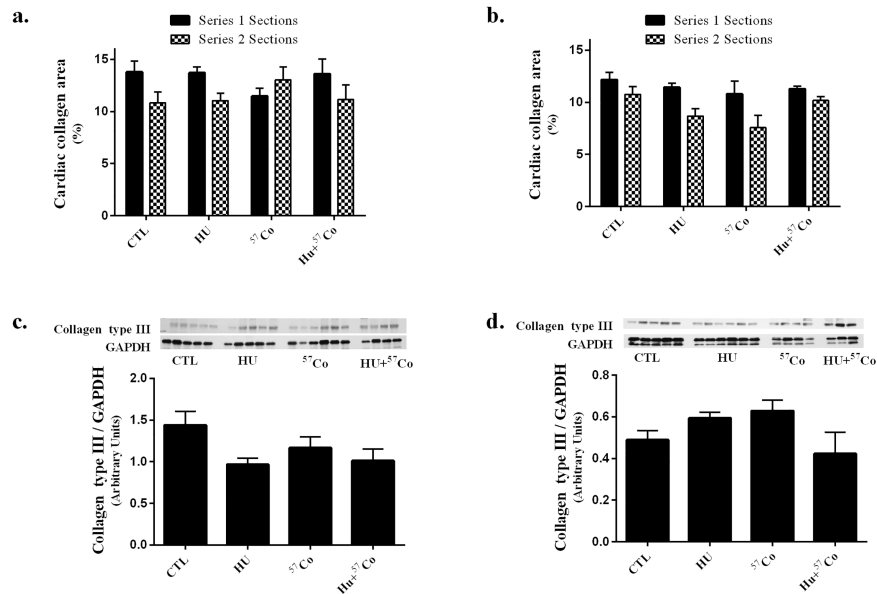 a.
Series 1 Sections
Series 2 Sections
Cardiac collagen area
(%)
15
10
5
0
CTL
HU
⁵⁷Co
Hu+⁵⁷Co
b.
Series 1 Sections
Series 2 Sections
Cardiac collagen area
(%)
15
10
5
0
CTL
HU
⁵⁷Co
Hu+⁵⁷Co
c.
Collagen type III
GAPDH
CTL
HU
⁵⁷Co
HU+⁵⁷Co
Collagen type III / GAPDH
(Arbitrary Units)
2.0
1.5
1.0
0.5
0.0
CTL
HU
⁵⁷Co
Hu+⁵⁷Co
d.
Collagen type III
GAPDH
CTL
HU
⁵⁷Co
HU+⁵⁷Co
Collagen type III / GAPDH
(Arbitrary Units)
0.8
0.6
0.4
0.2
0.0
CTL
HU
⁵⁷Co
Hu+⁵⁷Co